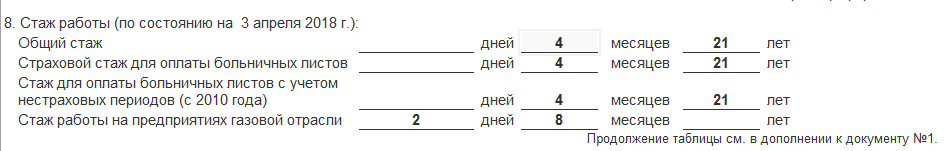 8. Стаж работы (по состоянию на 3 апреля 2018 г.):
Общий стаж дней 4 месяцев 21 лет
Страховой стаж для оплаты больничных листов дней 4 месяцев 21 лет
Стаж для оплаты больничных листов с учетом
нестраховых периодов (с 2010 года) дней 4 месяцев 21 лет
Стаж работы на предприятиях газовой отрасли 2 дней 8 месяцев лет
Продолжение таблицы см. в дополнении к документу №1.